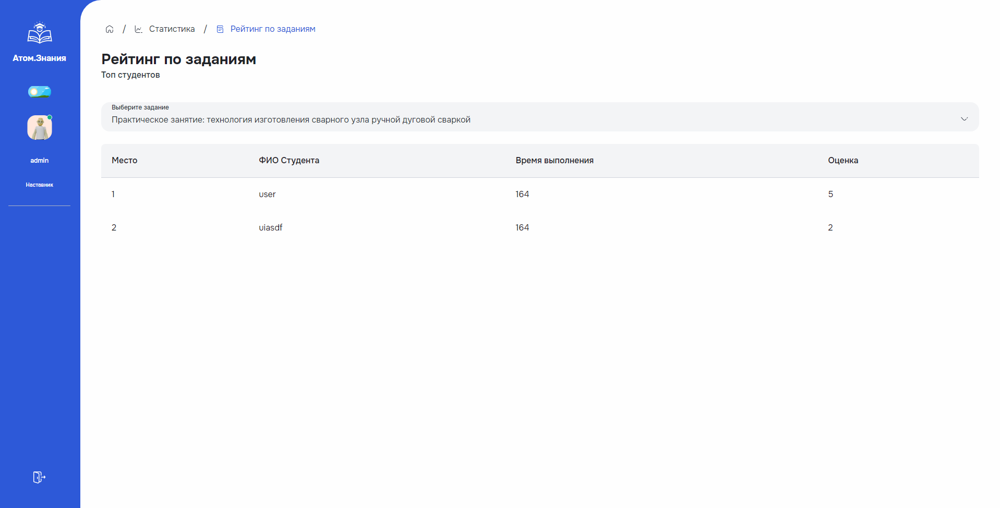 Атом.Знания
admin
Наставник
/ Статистика / Рейтинг по заданиям
Рейтинг по заданиям
Топ студентов
Выберите задание
Практическое занятие: технология изготовления сварного узла ручной дуговой сваркой
Место ФИО Студента Время выполнения Оценка
1 user 164 5
2 uiasdf 164 2